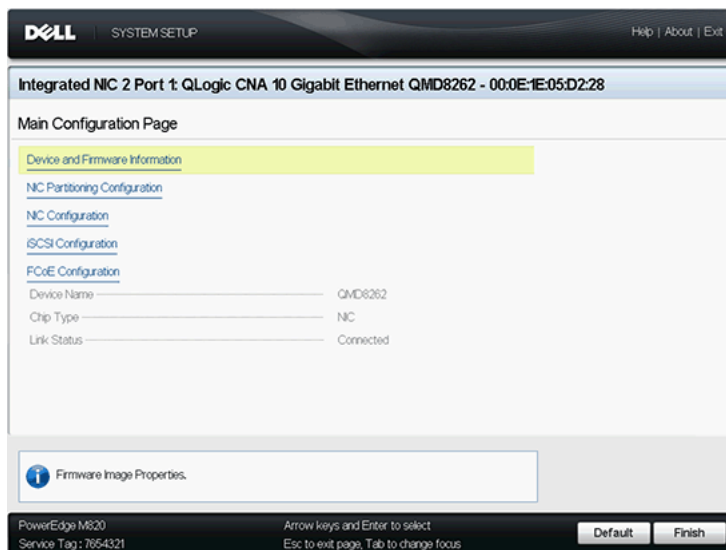 DELL SYSTEM SETUP Help | About | Exit
Integrated NIC 2 Port 1: QLogic CNA 10 Gigabit Ethernet QMD8262 - 00:0E:1E:05:D2:28
Main Configuration Page
Device and Firmware Information
NIC Partitioning Configuration
NIC Configuration
iSCSI Configuration
FCoE Configuration
Device Name QMD8262
Chip Type NIC
Link Status Connected
Firmware Image Properties.
PowerEdge M820 Arrow keys and Enter to select
Service Tag : 7654321 Esc to exit page, Tab to change focus
Default Finish